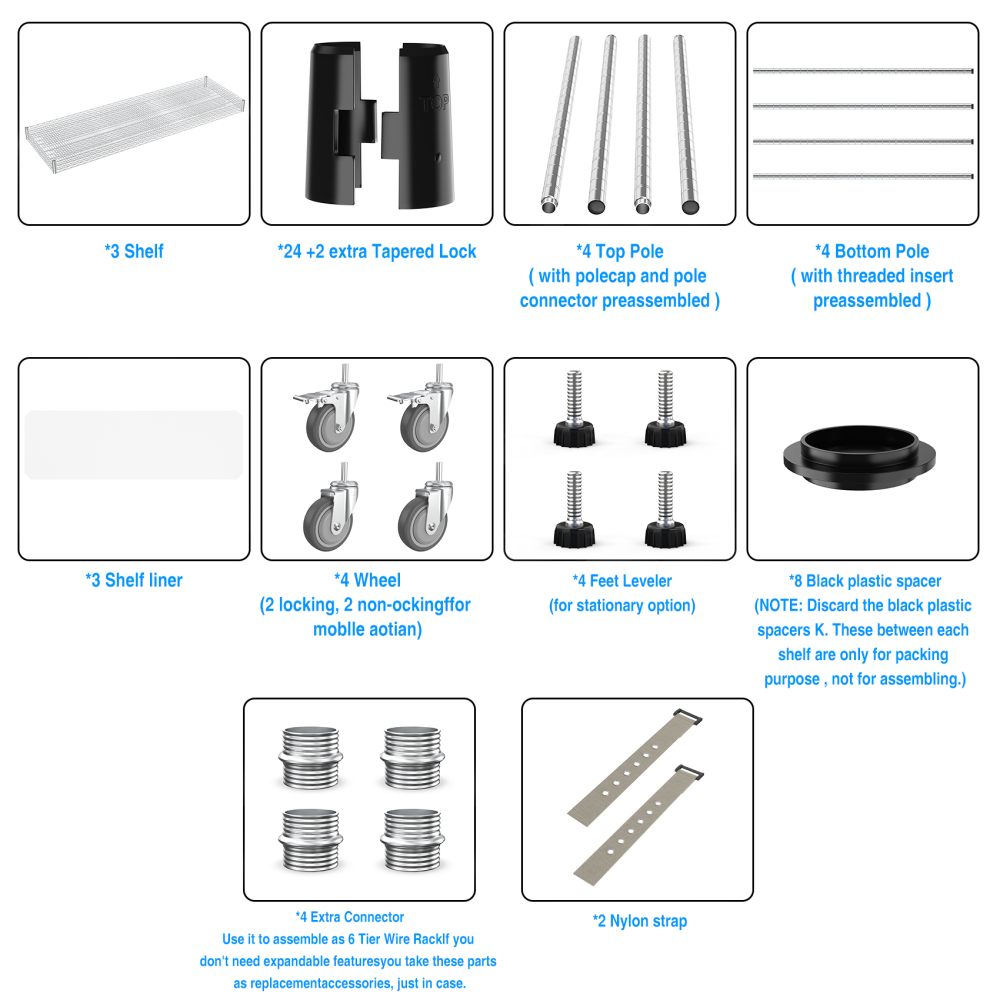 TOP
*3 Shelf
*24 +2 extra Tapered Lock
*4 Top Pole
( with polecap and pole
connector preassembled )
*4 Bottom Pole
( with threaded insert
preassembled )
*3 Shelf liner
*4 Wheel
(2 locking, 2 non-ockingffor
moblle aotian)
*4 Feet Leveler
(for stationary option)
*8 Black plastic spacer
(NOTE: Discard the black plastic
spacers K. These between each
shelf are only for packing
purpose , not for assembling.)
*4 Extra Connector
Use it to assemble as 6 Tier Wire RackIf you
don't need expandable featuresyou take these parts
as replacementaccessories, just in case.
*2 Nylon strap